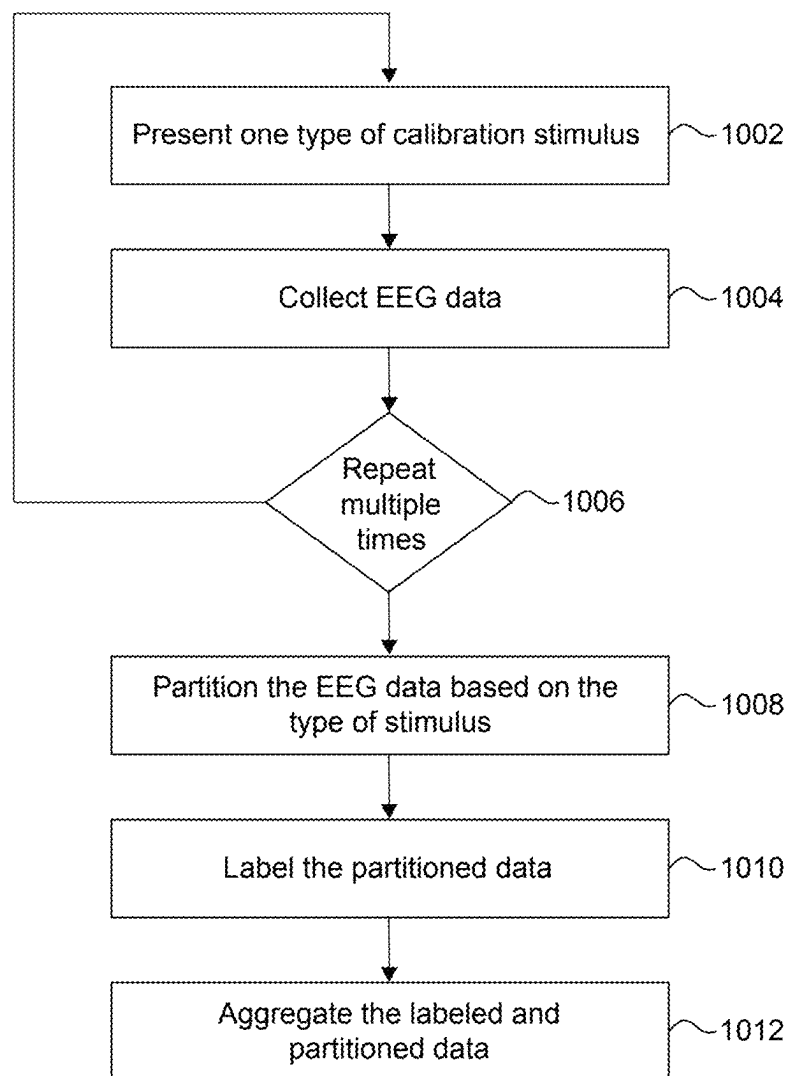 Present one type of calibration stimulus
1002
Collect EEG data
1004
Repeat
multiple
times
1006
Partition the EEG data based on the
type of stimulus
1008
Label the partitioned data
1010
Aggregate the labeled and
partitioned data
1012